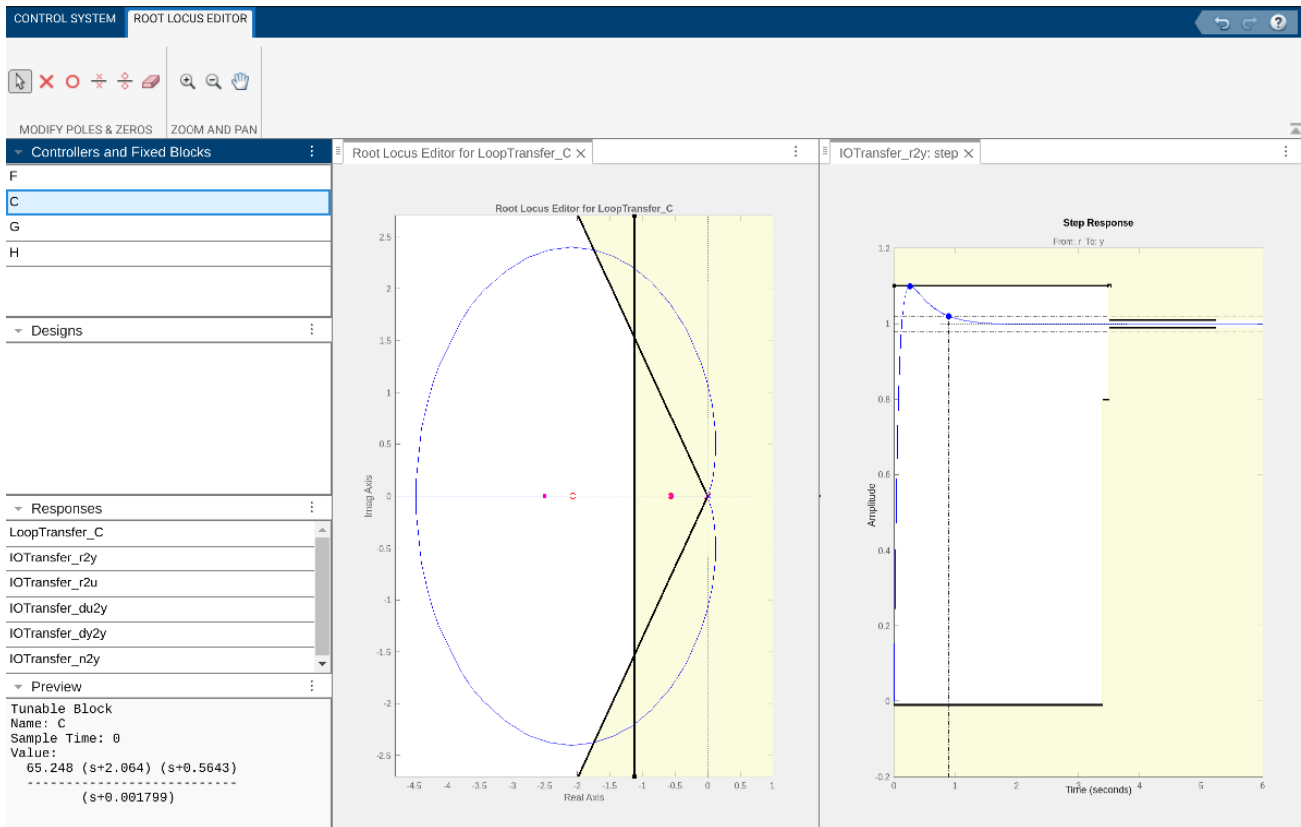 CONTROL SYSTEM ROOT LOCUS EDITOR
?
MODIFY POLES & ZEROS ZOOM AND PAN
Controllers and Fixed Blocks
F
C
G
H
Designs
Responses
LoopTransfer_C
IOTransfer_r2y
IOTransfer_r2u
IOTransfer_du2y
IOTransfer_dy2y
IOTransfer_n2y
Preview
Tunable Block
Name: C
Sample Time: 0
Value:
65.248 (s+2.064) (s+0.5643)
----------------------------
(s+0.001799)
Root Locus Editor for LoopTransfer_C
Root Locus Editor for LoopTransfer_C
2.5
2
1.5
1
0.5
0
-0.5
-1
-1.5
-2
-2.5
Imag Axis
-4.5 -4 -3.5 -3 -2.5 -2 -1.5 -1 -0.5 0 0.5 1
Real Axis
IOTransfer_r2y: step
Step Response
From: r To: y
1.2
1
0.8
0.6
0.4
0.2
0
-0.2
Amplitude
0 1 2 3 4 5 6
Time (seconds)